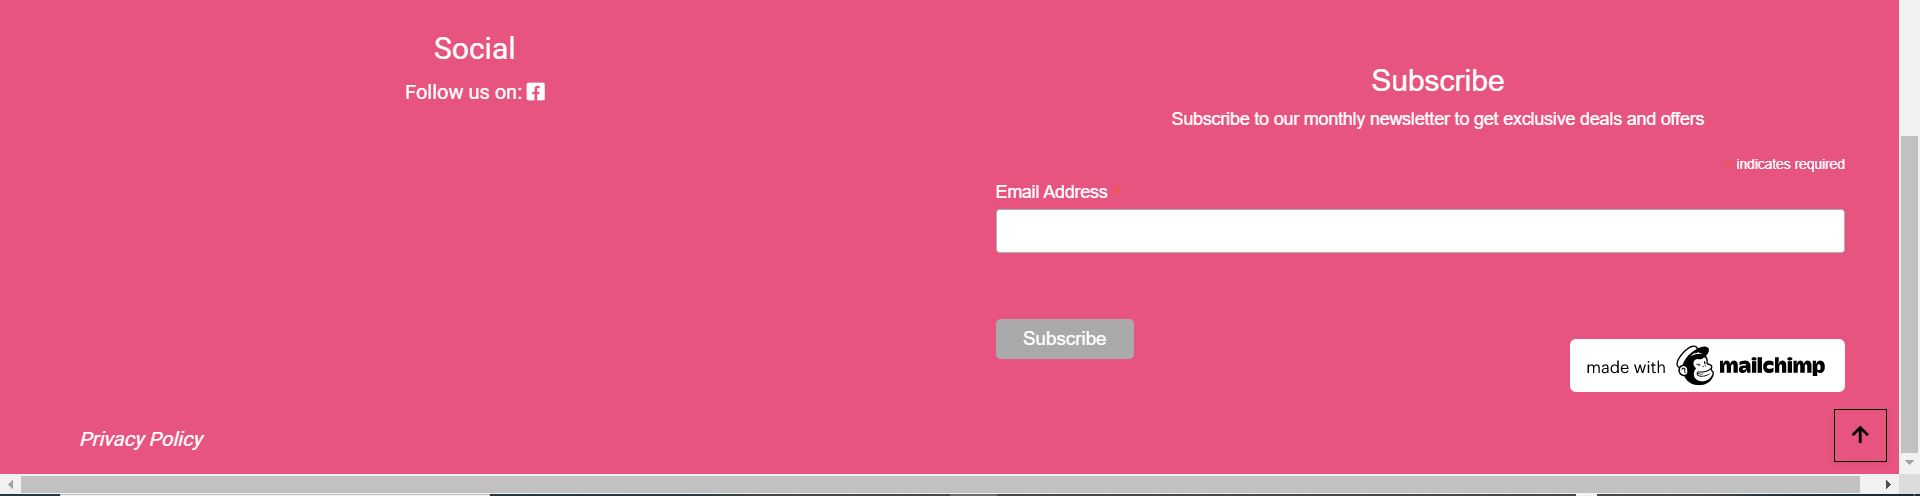 Social
Follow us on:
Subscribe
Subscribe to our monthly newsletter to get exclusive deals and offers
* indicates required
Email Address *
Subscribe
made with mailchimp
Privacy Policy